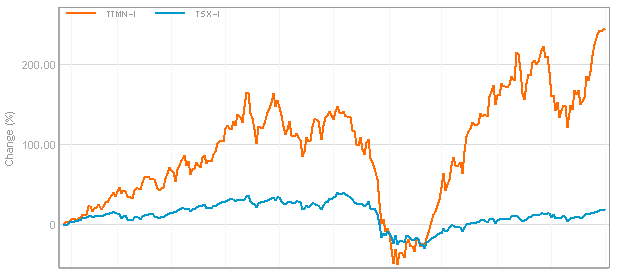 TTMN-I TSX-I
200.00
100.00
0
Change (%)